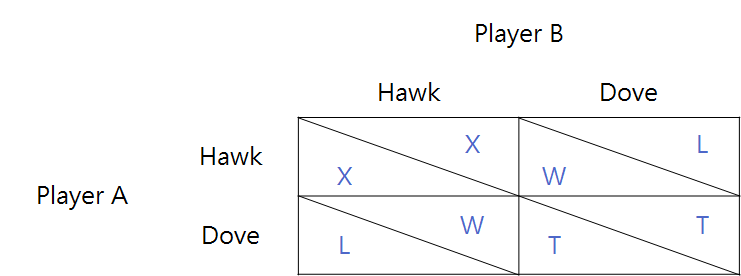 Player B
Hawk Dove
Hawk X X W L
Player A
Dove L W T T